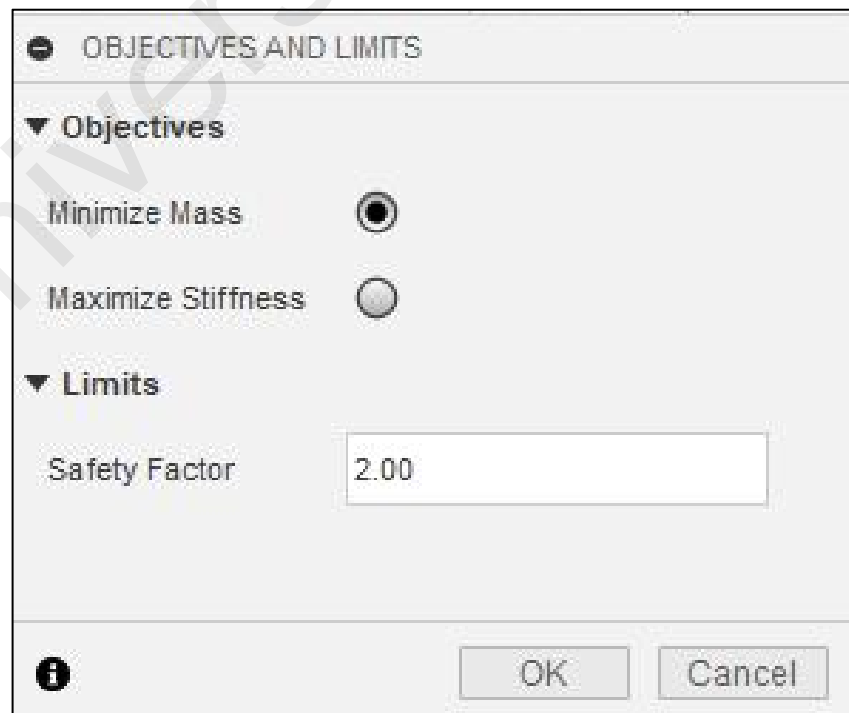 OBJECTIVES AND LIMITS
Objectives
Minimize Mass
Maximize Stiffness
Limits
Safety Factor 2.00
OK Cancel